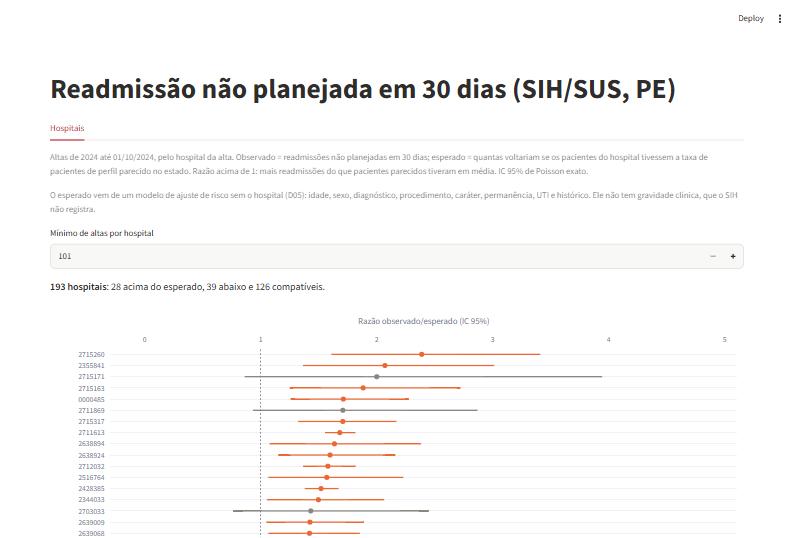 Deploy
Readmissão não planejada em 30 dias (SIH/SUS, PE)
Hospitais
Altas de 2024 até 01/10/2024, pelo hospital da alta. Observado = readmissões não planejadas em 30 dias; esperado = quantas voltariam se os pacientes do hospital tivessem a taxa de
pacientes de perfil parecido no estado. Razão acima de 1: mais readmissões do que pacientes parecidos tiveram em média. IC 95% de Poisson exato.
O esperado vem de um modelo de ajuste de risco sem o hospital (D05): idade, sexo, diagnóstico, procedimento, caráter, permanência, UTI e histórico. Ele não tem gravidade clínica, que o SIH
não registra.
Mínimo de altas por hospital
101
193 hospitais: 28 acima do esperado, 39 abaixo e 126 compatíveis.
Razão observado/esperado (IC 95%)
0 1 2 3 4 5
2715260
2355841
2715171
2715163
0000485
2711869
2715317
2711613
2638894
2638924
2712032
2516764
2428385
2344033
2703033
2639009
2639068